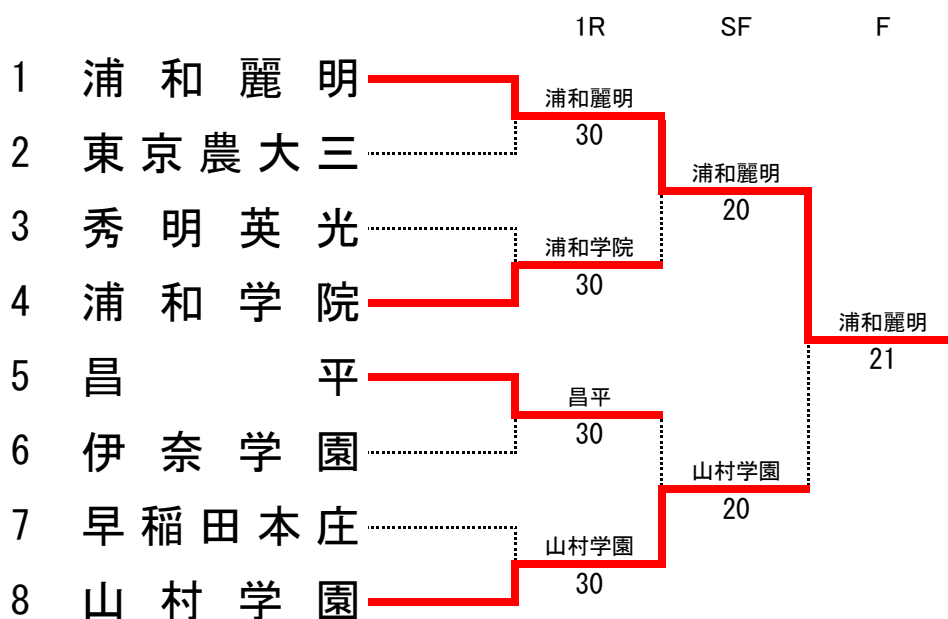 1R SF F
1 浦和麗明
浦和麗明
30
2 東京農大三
浦和麗明
20
3 秀明英光
浦和学院
30
4 浦和学院
浦和麗明
21
5 昌平
昌平
30
6 伊奈学園
山村学園
20
7 早稲田本庄
山村学園
30
8 山村学園